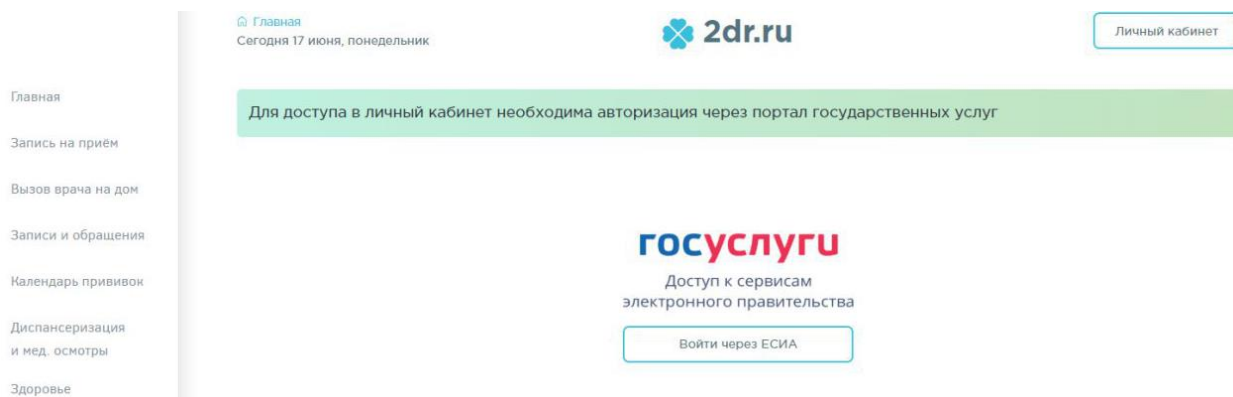 Главная
Сегодня 17 июня, понедельник
2dr.ru
Личный кабинет
Главная
Запись на приём
Вызов врача на дом
Записи и обращения
Календарь прививок
Диспансеризация
и мед. осмотры
Здоровье
Для доступа в личный кабинет необходима авторизация через портал государственных услуг
госуслуги
Доступ к сервисам
электронного правительства
Войти через ЕСИА